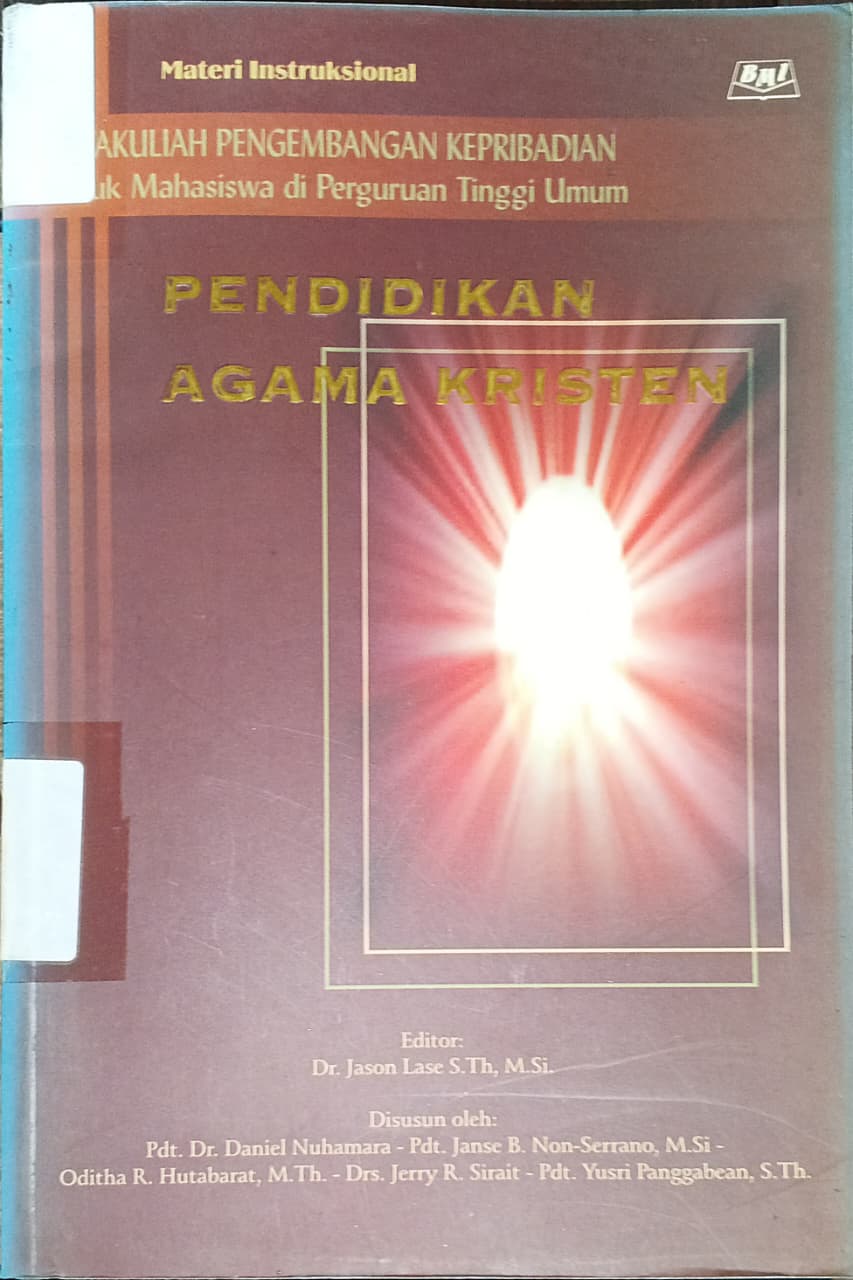 Materi Instruksional
BMI
AKULIAH PENGEMBANGAN KEPRIBADIAN
uk Mahasiswa di Perguruan Tinggi Umum
PENDIDIKAN
AGAMA KRISTEN
Editor:
Dr. Jason Lase S.Th, M.Si.
Disusun oleh:
Pdt. Dr. Daniel Nuhamara - Pdt. Janse B. Non-Serrano, M.Si -
Oditha R. Hutabarat, M.Th. - Drs. Jerry R. Sirait - Pdt. Yusri Panggabean, S.Th.